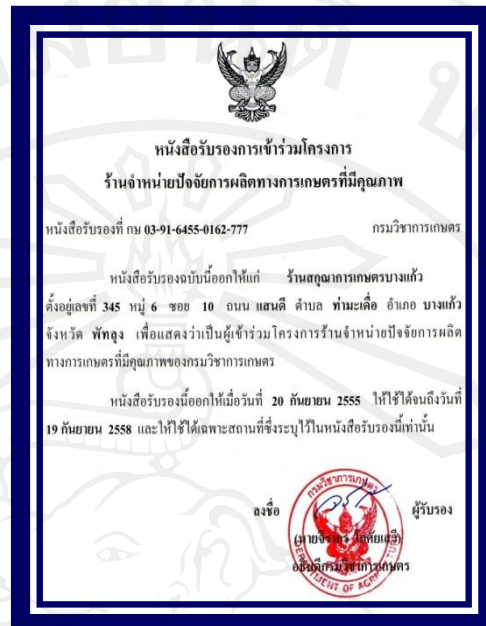 หนังสือรับรองการเข้าร่วมโครงการ
ร้านจำหน่ายปัจจัยการผลิตทางการเกษตรที่มีคุณภาพ
หนังสือรับรองที่ กษ 03-91-6455-0162-777 กรมวิชาการเกษตร
หนังสือรับรองฉบับนี้ออกให้แก่ ร้านสกุณาการเกษตรบางแก้ว
ตั้งอยู่เลขที่ 345 หมู่ 6 ซอย 10 ถนน แสนดี ตำบล ท่ามะเดื่อ อำเภอ บางแก้ว
จังหวัด พัทลุง เพื่อแสดงว่าเป็นผู้เข้าร่วมโครงการร้านจำหน่ายปัจจัยการผลิต
ทางการเกษตรที่มีคุณภาพของกรมวิชาการเกษตร
หนังสือรับรองนี้ออกให้เมื่อวันที่ 20 กันยายน 2555 ให้ใช้ได้จนถึงวันที่
19 กันยายน 2558 และให้ใช้ได้เฉพาะสถานที่ซึ่งระบุไว้ในหนังสือรับรองนี้เท่านั้น
ลงชื่อ ผู้รับรอง
กรมวิชาการเกษตร
อธิบดีกรมวิชาการเกษตร
DEPARTMENT OF AGRICULTURE